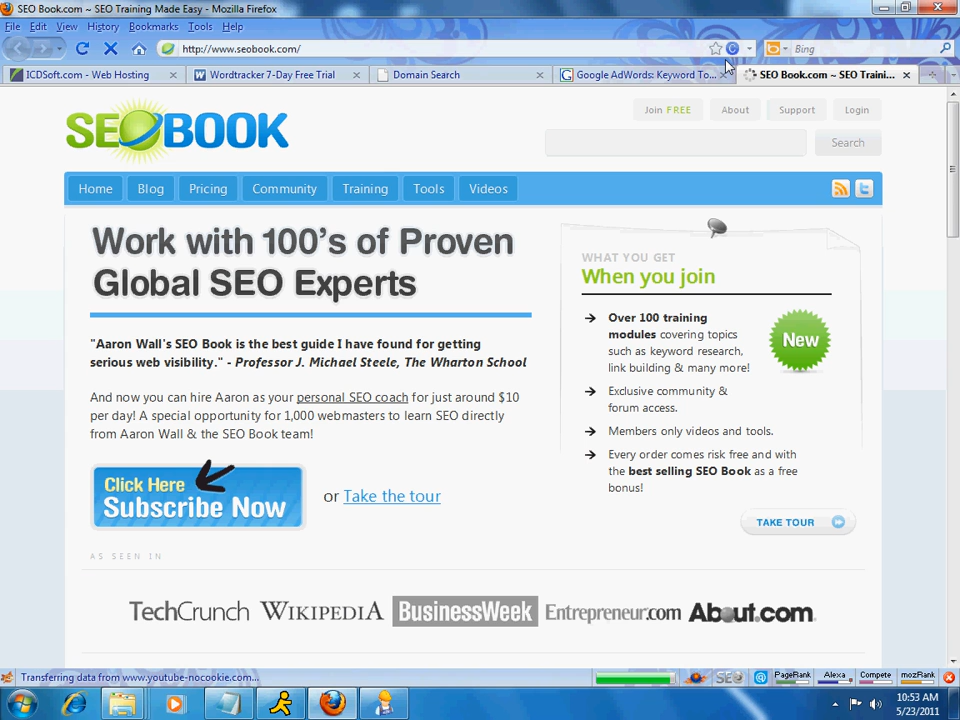 SEO Book.com ~ SEO Training Made Easy - Mozilla Firefox
File Edit View History Bookmarks Tools Help
http://www.seobook.com/
Bing
ICDSoft.com - Web Hosting
Wordtracker 7-Day Free Trial
Domain Search
Google AdWords: Keyword To...
SEO Book.com ~ SEO Traini...
SEOBOOK
Join FREE
About
Support
Login
Search
Home
Blog
Pricing
Community
Training
Tools
Videos
Work with 100's of Proven
Global SEO Experts
"Aaron Wall's SEO Book is the best guide I have found for getting
serious web visibility." - Professor J. Michael Steele, The Wharton School
And now you can hire Aaron as your personal SEO coach for just around $10
per day! A special opportunity for 1,000 webmasters to learn SEO directly
from Aaron Wall & the SEO Book team!
Click Here
Subscribe Now
or Take the tour
WHAT YOU GET
When you join
Over 100 training
modules covering topics
such as keyword research,
link building & many more!
New
Exclusive community &
forum access.
Members only videos and tools.
Every order comes risk free and with
the best selling SEO Book as a free
bonus!
TAKE TOUR
AS SEEN IN
TechCrunch
WIKIPEDIA
BusinessWeek
Entrepreneur.com
About.com
Transferring data from www.youtube-nocookie.com...
SEO
PageRank
Alexa
Compete
mozRank
10:53 AM
5/23/2011